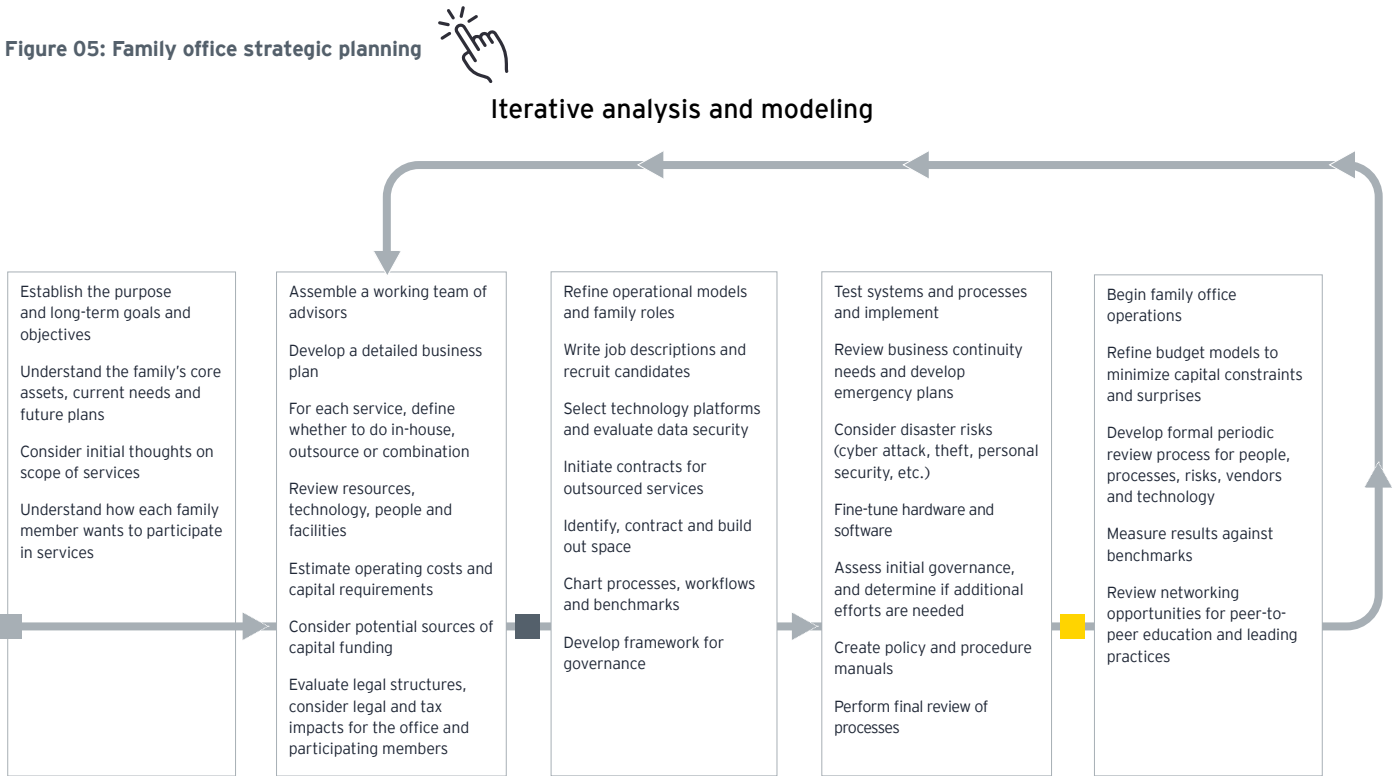 Figure 05: Family office strategic planning
Iterative analysis and modeling
Establish the purpose
and long-term goals and
objectives
Understand the family's core
assets, current needs and
future plans
Consider initial thoughts on
scope of services
Understand how each family
member wants to participate
in services
Assemble a working team of
advisors
Develop a detailed business
plan
For each service, define
whether to do in-house,
outsource or combination
Review resources,
technology, people and
facilities
Estimate operating costs and
capital requirements
Consider potential sources of
capital funding
Evaluate legal structures,
consider legal and tax
impacts for the office and
participating members
Refine operational models
and family roles
Write job descriptions and
recruit candidates
Select technology platforms
and evaluate data security
Initiate contracts for
outsourced services
Identify, contract and build
out space
Chart processes, workflows
and benchmarks
Develop framework for
governance
Test systems and processes
and implement
Review business continuity
needs and develop
emergency plans
Consider disaster risks
(cyber attack, theft, personal
security, etc.)
Fine-tune hardware and
software
Assess initial governance,
and determine if additional
efforts are needed
Create policy and procedure
manuals
Perform final review of
processes
Begin family office
operations
Refine budget models to
minimize capital constraints
and surprises
Develop formal periodic
review process for people,
processes, risks, vendors
and technology
Measure results against
benchmarks
Review networking
opportunities for peer-to-
peer education and leading
practices